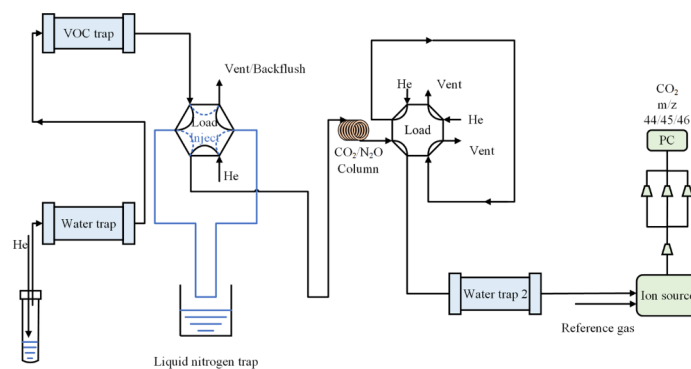 VOC trap
Vent/Backflush
Load
Inject
He
Water trap
He
Liquid nitrogen trap
CO₂/N₂O
Column
He
Vent
Load
He
Vent
Water trap 2
Reference gas
CO₂
m/z
44/45/46
PC
Ion source